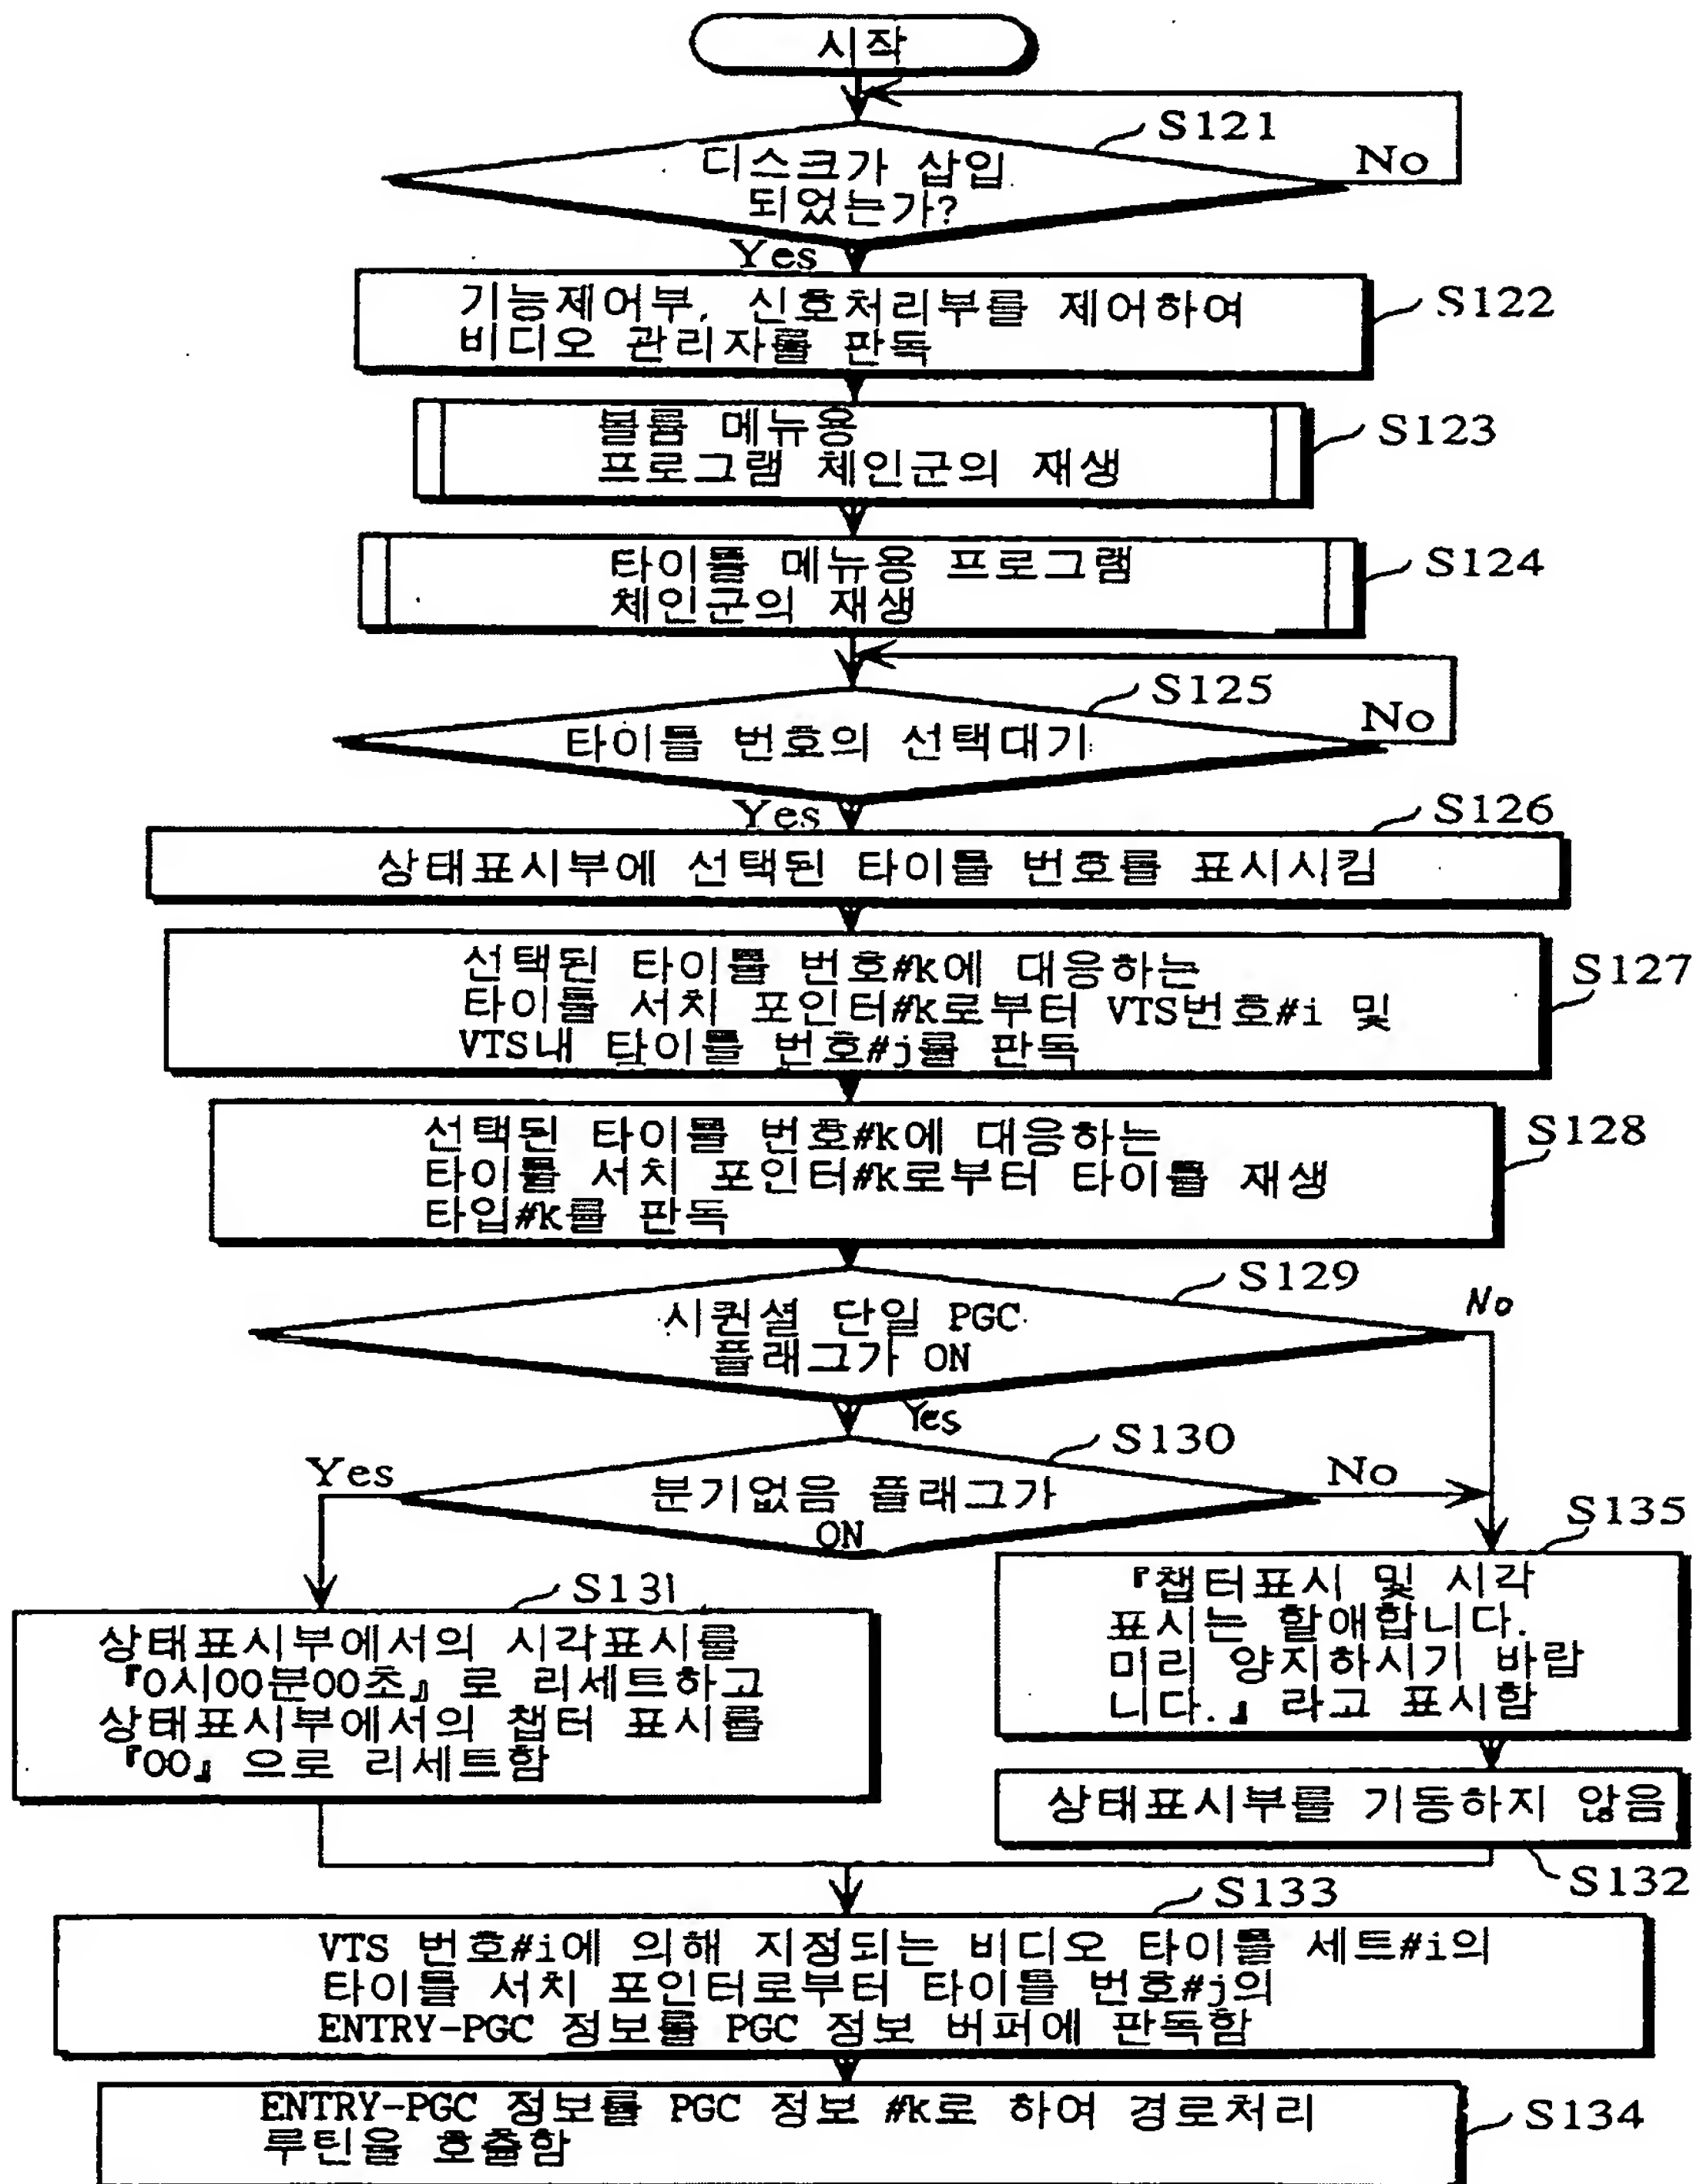 시작
S121
디스크가 삽입
되었는가?
No
Yes
기능제어부, 신호처리부를 제어하여
비디오 관리자를 판독
S122
볼륨 메뉴용
프로그램 체인군의 재생
S123
타이틀 메뉴용 프로그램
체인군의 재생
S124
S125
타이틀 번호의 선택대기
No
Yes
S126
상태표시부에 선택된 타이틀 번호를 표시시킴
선택된 타이틀 번호#k에 대응하는
타이틀 서치 포인터#k로부터 VTS번호#i 및
VTS내 타이틀 번호#j를 판독
S127
선택된 타이틀 번호#k에 대응하는
타이틀 서치 포인터#k로부터 타이틀 재생
타입#k를 판독
S128
S129
시퀀셜 단일 PGC
플래그가 ON
No
Yes
S130
분기없음 플래그가
ON
Yes
No
S135
『챕터표시 및 시각
표시는 할애합니다.
미리 양지하시기 바랍
니다.』라고 표시함
S131
상태표시부에서의 시각표시를
『0시00분00초』로 리세트하고
상태표시부에서의 챕터 표시를
『00』으로 리세트함
상태표시부를 기동하지 않음
S132
S133
VTS 번호#i에 의해 지정되는 비디오 타이틀 세트#i의
타이틀 서치 포인터로부터 타이틀 번호#j의
ENTRY-PGC 정보를 PGC 정보 버퍼에 판독함
ENTRY-PGC 정보를 PGC 정보 #k로 하여 경로처리
루틴을 호출함
S134